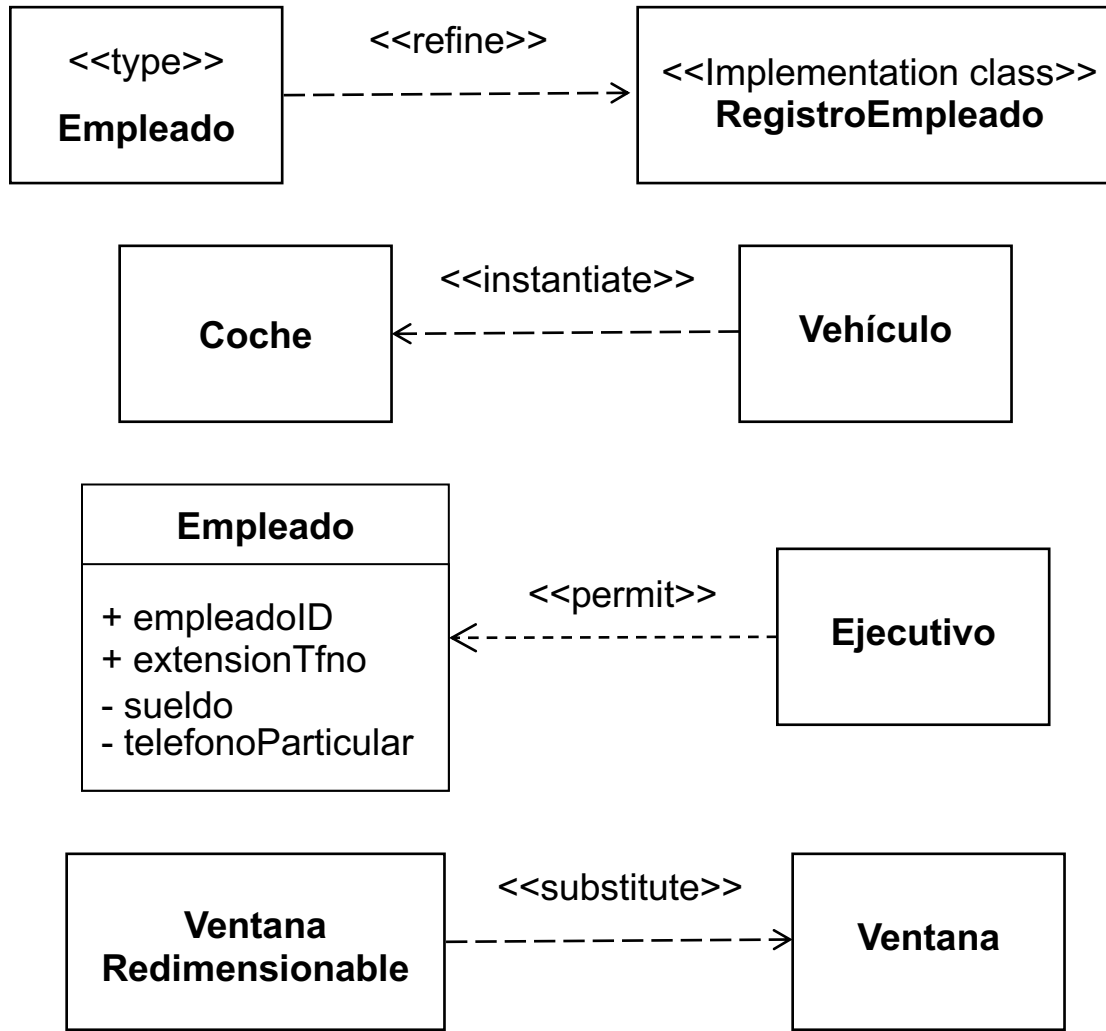 <<type>>
Empleado
<<refine>>
<<Implementation class>>
RegistroEmpleado
Coche
<<instantiate>>
Vehículo
Empleado
+ empleadoID
+ extensionTfno
- sueldo
- telefonoParticular
<<permit>>
Ejecutivo
Ventana
Redimensionable
<<substitute>>
Ventana